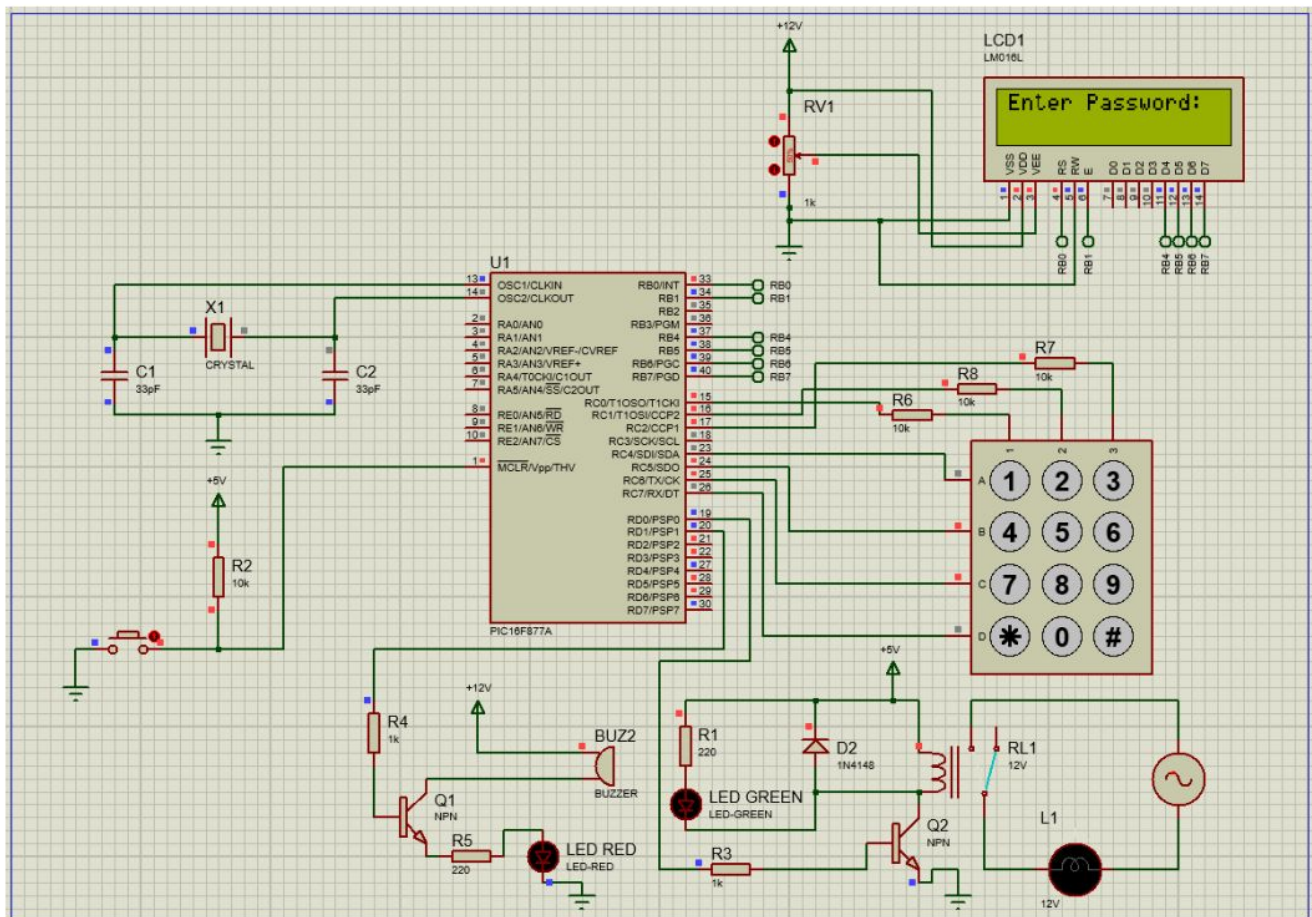 +12V
LCD1
LM016L
Enter Password:
RV1
50%
1k
VSS
VDD
VEE
RS
RW
E
D0
D1
D2
D3
D4
D5
D6
D7
1
2
3
4
5
6
7
8
9
10
11
12
13
14
RB0
RB1
RB4
RB5
RB6
RB7
U1
13 OSC1/CLKIN RB0/INT 33 RB0
14 OSC2/CLKOUT RB1 34 RB1
RB2 35
2 RA0/AN0 RB3/PGM 36
3 RA1/AN1 RB4 37 RB4
4 RA2/AN2/VREF-/CVREF RB5 38 RB5
5 RA3/AN3/VREF+ RB6/PGC 39 RB6
6 RA4/T0CKI/C1OUT RB7/PGD 40 RB7
7 RA5/AN4/SS/C2OUT
RC0/T1OSO/T1CKI 15
8 RE0/AN5/RD RC1/T1OSI/CCP2 16
9 RE1/AN6/WR RC2/CCP1 17
10 RE2/AN7/CS RC3/SCK/SCL 18
RC4/SDI/SDA 23
1 MCLR/Vpp/THV RC5/SDO 24
RC6/TX/CK 25
RC7/RX/DT 26
RD0/PSP0 19
RD1/PSP1 20
RD2/PSP2 21
RD3/PSP3 22
RD4/PSP4 27
RD5/PSP5 28
RD6/PSP6 29
RD7/PSP7 30
PIC16F877A
X1
CRYSTAL
C1
33pF
C2
33pF
+5V
R2
10k
R7
10k
R8
10k
R6
10k
1 2 3
A 1 2 3
B 4 5 6
C 7 8 9
D * 0 #
R4
1k
+12V
BUZ2
BUZZER
Q1
NPN
R5
220
LED RED
LED-RED
+5V
R1
220
D2
1N4148
RL1
12V
LED GREEN
LED-GREEN
Q2
NPN
R3
1k
L1
12V